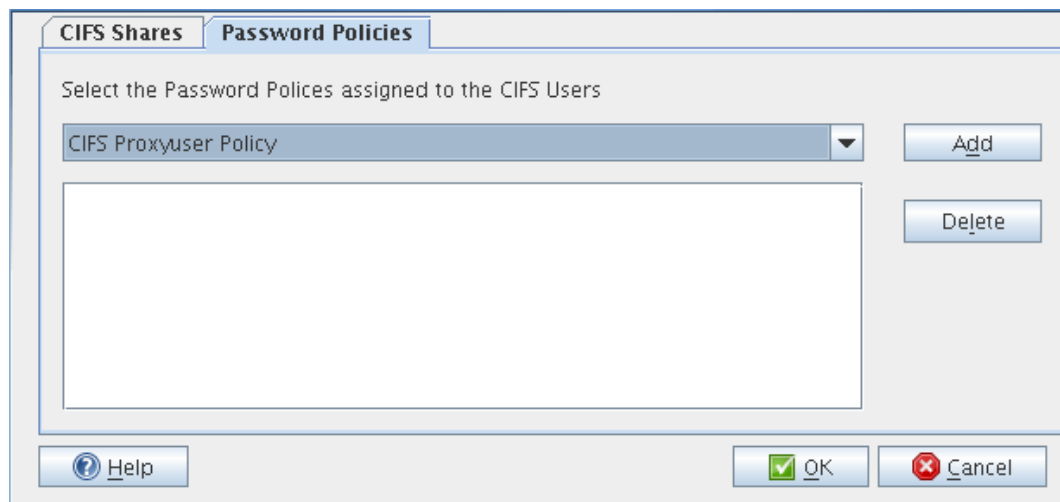 CIFS Shares Password Policies
Select the Password Polices assigned to the CIFS Users
CIFS Proxyuser Policy Add
Delete
Help OK Cancel